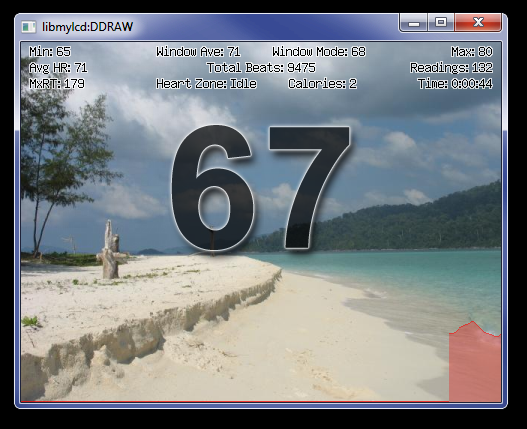 libmylcd:DDRAW
Min: 65 Window Ave: 71 Window Mode: 68 Max: 80
Avg HR: 71 Total Beats: 9475 Readings: 132
MxRT: 179 Heart Zone: Idle Calories: 2 Time: 0:00:44
67